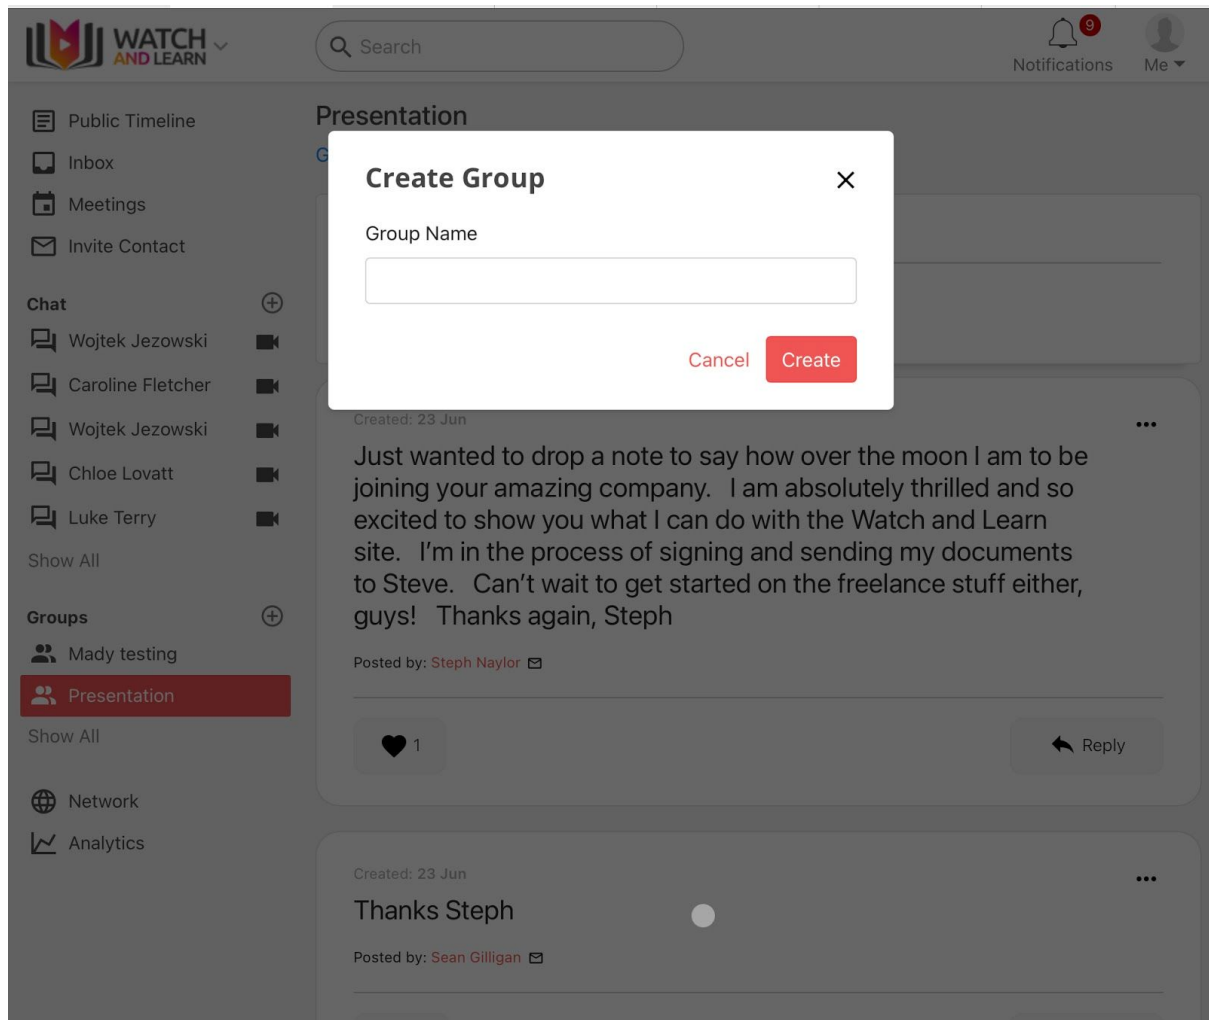 WATCH
AND LEARN
Search
9
Notifications
Me
Public Timeline
Inbox
Meetings
Invite Contact
Chat
Wojtek Jezowski
Caroline Fletcher
Wojtek Jezowski
Chloe Lovatt
Luke Terry
Show All
Groups
Mady testing
Presentation
Show All
Network
Analytics
Presentation
G
Create Group
Group Name
Cancel
Create
Created: 23 Jun
Just wanted to drop a note to say how over the moon I am to be
joining your amazing company. I am absolutely thrilled and so
excited to show you what I can do with the Watch and Learn
site. I'm in the process of signing and sending my documents
to Steve. Can't wait to get started on the freelance stuff either,
guys! Thanks again, Steph
Posted by: Steph Naylor
1
Reply
Created: 23 Jun
Thanks Steph
Posted by: Sean Gilligan